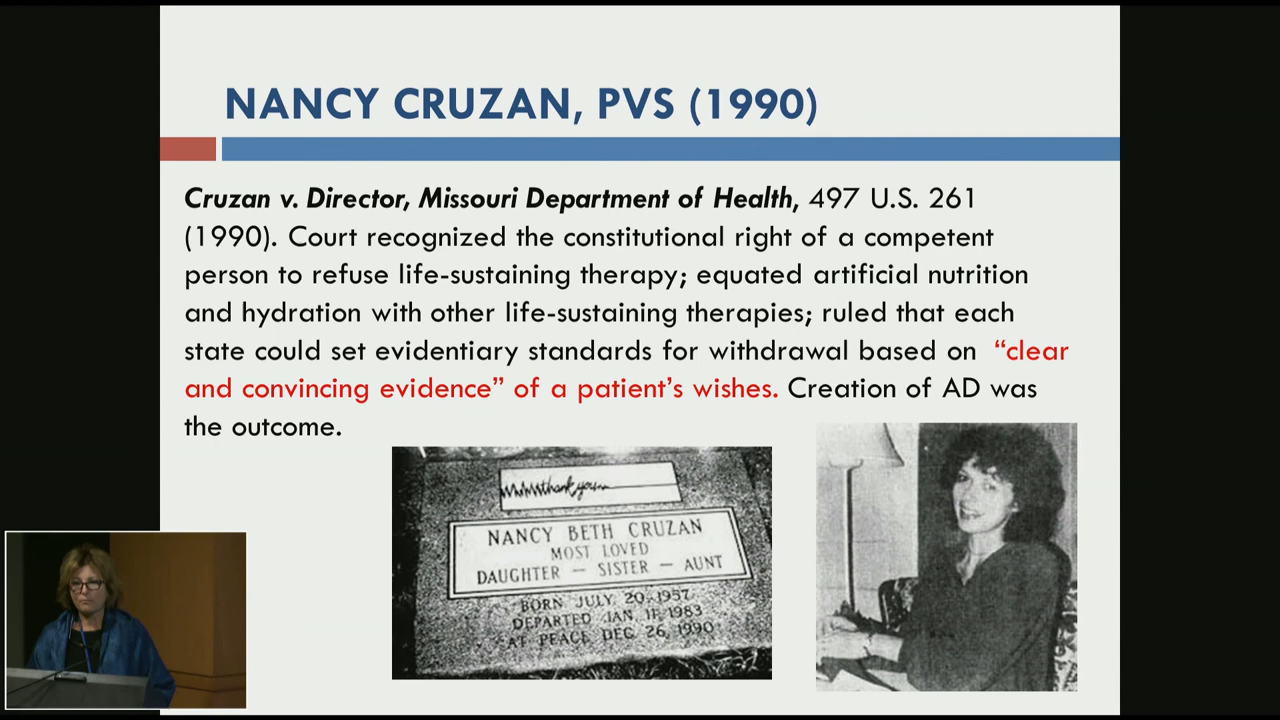 NANCY CRUZAN, PVS (1990)
Cruzan v. Director, Missouri Department of Health, 497 U.S. 261
(1990). Court recognized the constitutional right of a competent
person to refuse life-sustaining therapy; equated artificial nutrition
and hydration with other life-sustaining therapies; ruled that each
state could set evidentiary standards for withdrawal based on “clear
and convincing evidence” of a patient’s wishes. Creation of AD was
the outcome.
thank you
NANCY BETH CRUZAN
MOST LOVED
DAUGHTER — SISTER — AUNT
BORN JULY 20, 1957
DEPARTED JAN 11, 1983
AT PEACE DEC 26, 1990